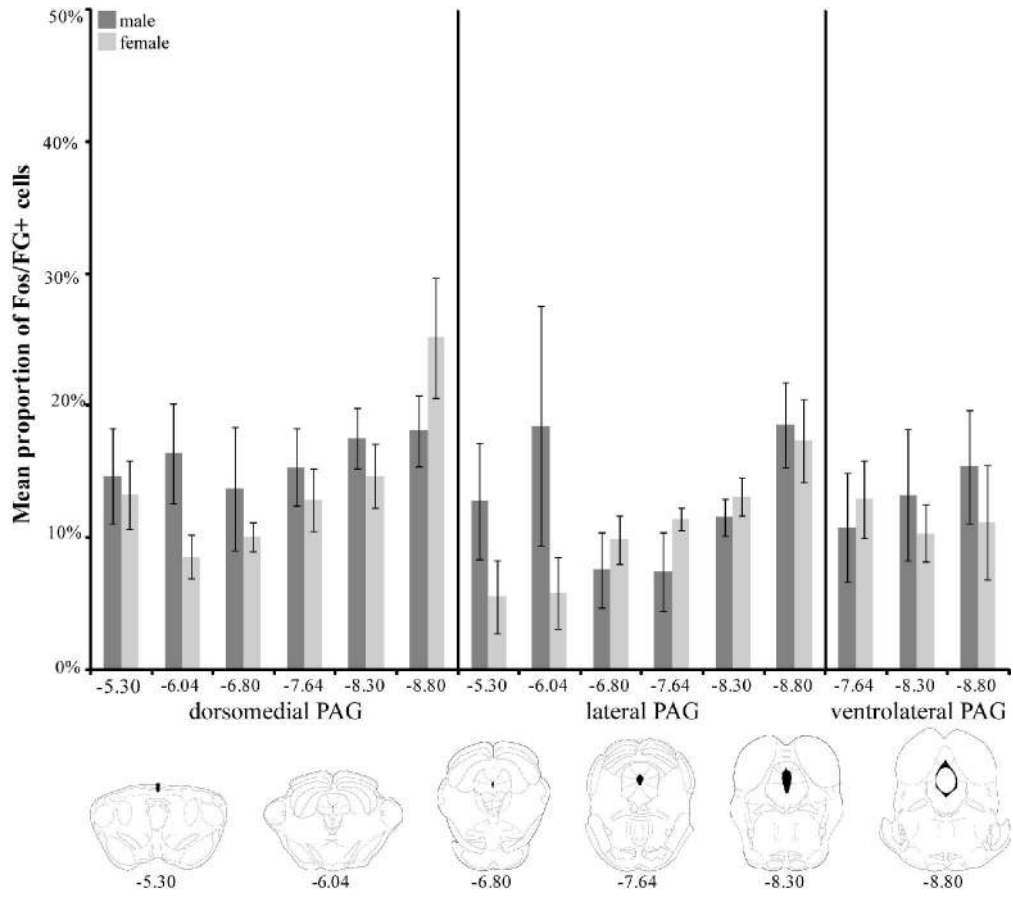 50%
male
female
40%
30%
20%
10%
0%
Mean proportion of Fos/FG+ cells
-5.30 -6.04 -6.80 -7.64 -8.30 -8.80 -5.30 -6.04 -6.80 -7.64 -8.30 -8.80 -7.64 -8.30 -8.80
dorsomedial PAG lateral PAG ventrolateral PAG
-5.30 -6.04 -6.80 -7.64 -8.30 -8.80